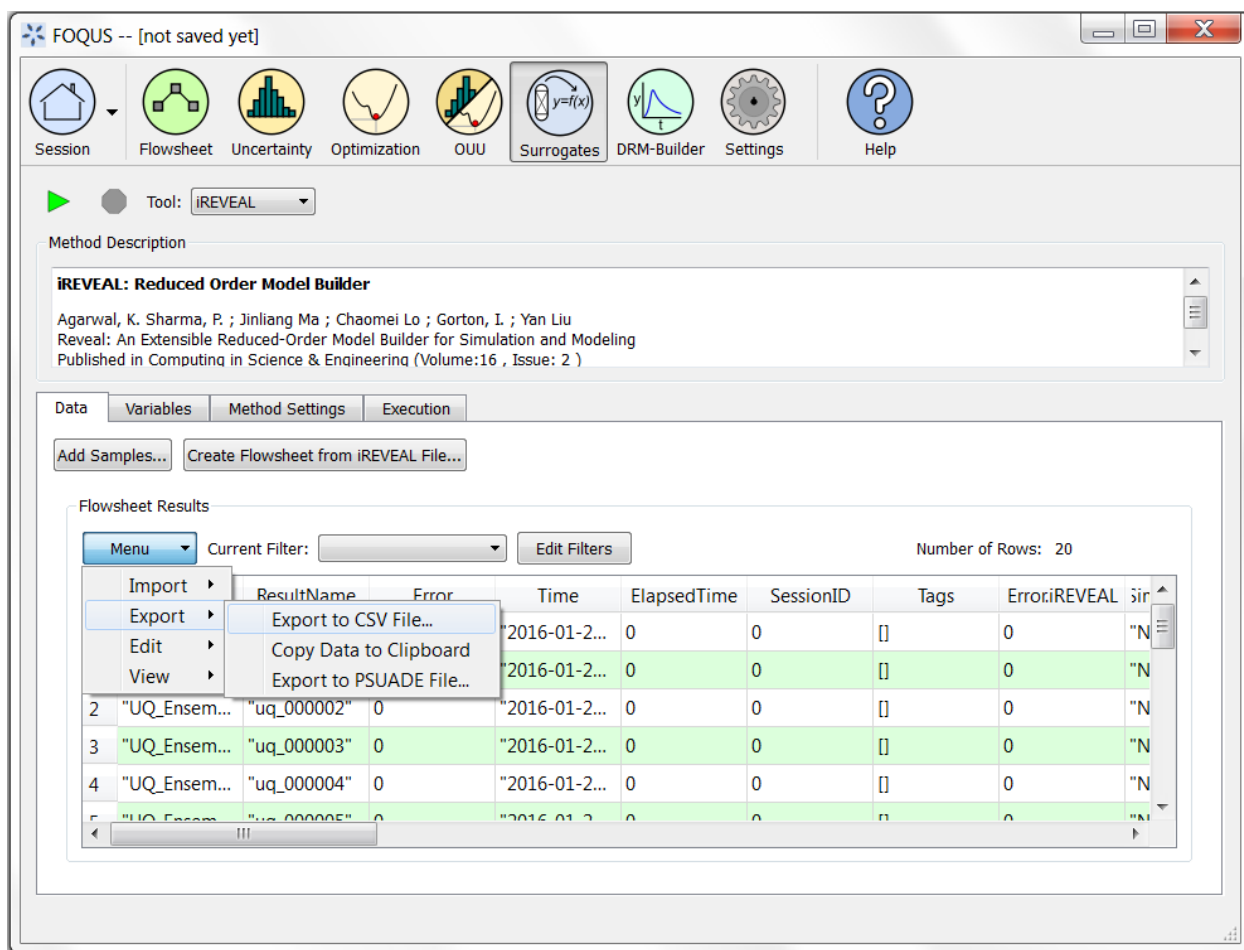 FOQUS -- [not saved yet]
y=f(x)
y
t
Session Flowsheet Uncertainty Optimization OUU Surrogates DRM-Builder Settings Help
Tool: iREVEAL
Method Description
iREVEAL: Reduced Order Model Builder
Agarwal, K. Sharma, P. ; Jinliang Ma ; Chaomei Lo ; Gorton, I. ; Yan Liu
Reveal: An Extensible Reduced-Order Model Builder for Simulation and Modeling
Published in Computing in Science & Engineering (Volume:16 , Issue: 2 )
Data Variables Method Settings Execution
Add Samples... Create Flowsheet from iREVEAL File...
Flowsheet Results
Menu Current Filter: Edit Filters Number of Rows: 20
Import
Export
Edit
View
Export to CSV File...
Copy Data to Clipboard
Export to PSUADE File...
ResultName Error Time ElapsedTime SessionID Tags Error.iREVEAL
"2016-01-2... 0 0 [] 0 "N
"2016-01-2... 0 0 [] 0 "N
2 "UQ_Ensem... "uq_000002" 0 "2016-01-2... 0 0 [] 0 "N
3 "UQ_Ensem... "uq_000003" 0 "2016-01-2... 0 0 [] 0 "N
4 "UQ_Ensem... "uq_000004" 0 "2016-01-2... 0 0 [] 0 "N